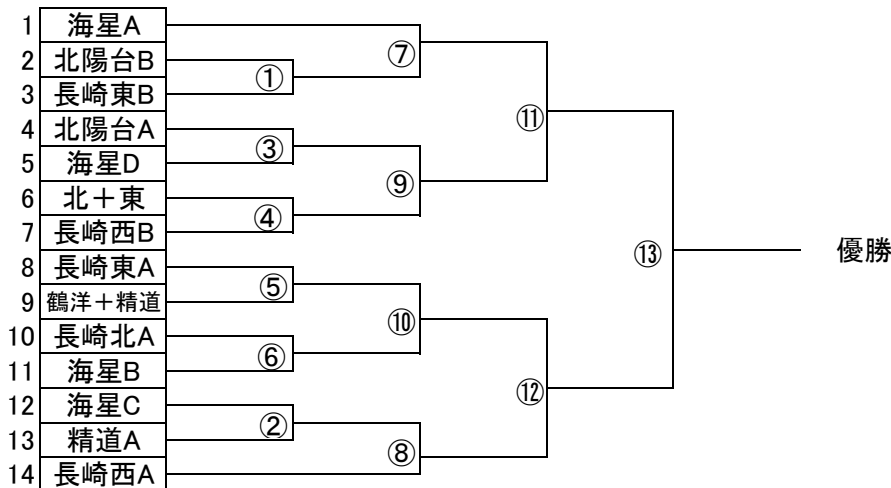 1 海星A
2 北陽台B
3 長崎東B
4 北陽台A
5 海星D
6 北＋東
7 長崎西B
8 長崎東A
9 鶴洋＋精道
10 長崎北A
11 海星B
12 海星C
13 精道A
14 長崎西A
①
③
④
⑤
⑥
②
⑦
⑨
⑩
⑧
⑪
⑫
⑬
優勝